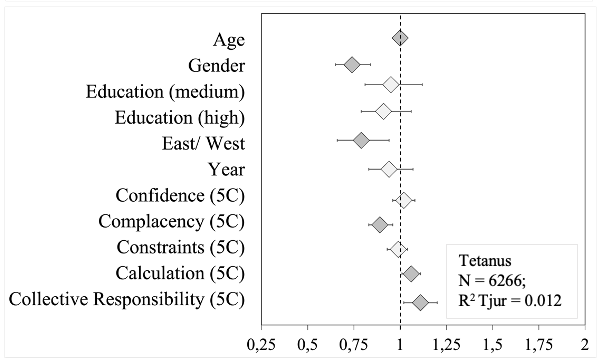 Age
Gender
Education (medium)
Education (high)
East/ West
Year
Confidence (5C)
Complacency (5C)
Constraints (5C)
Calculation (5C)
Collective Responsibility (5C)
Tetanus
N = 6266;
R² Tjur = 0.012
0,25 0,5 0,75 1 1,25 1,5 1,75 2